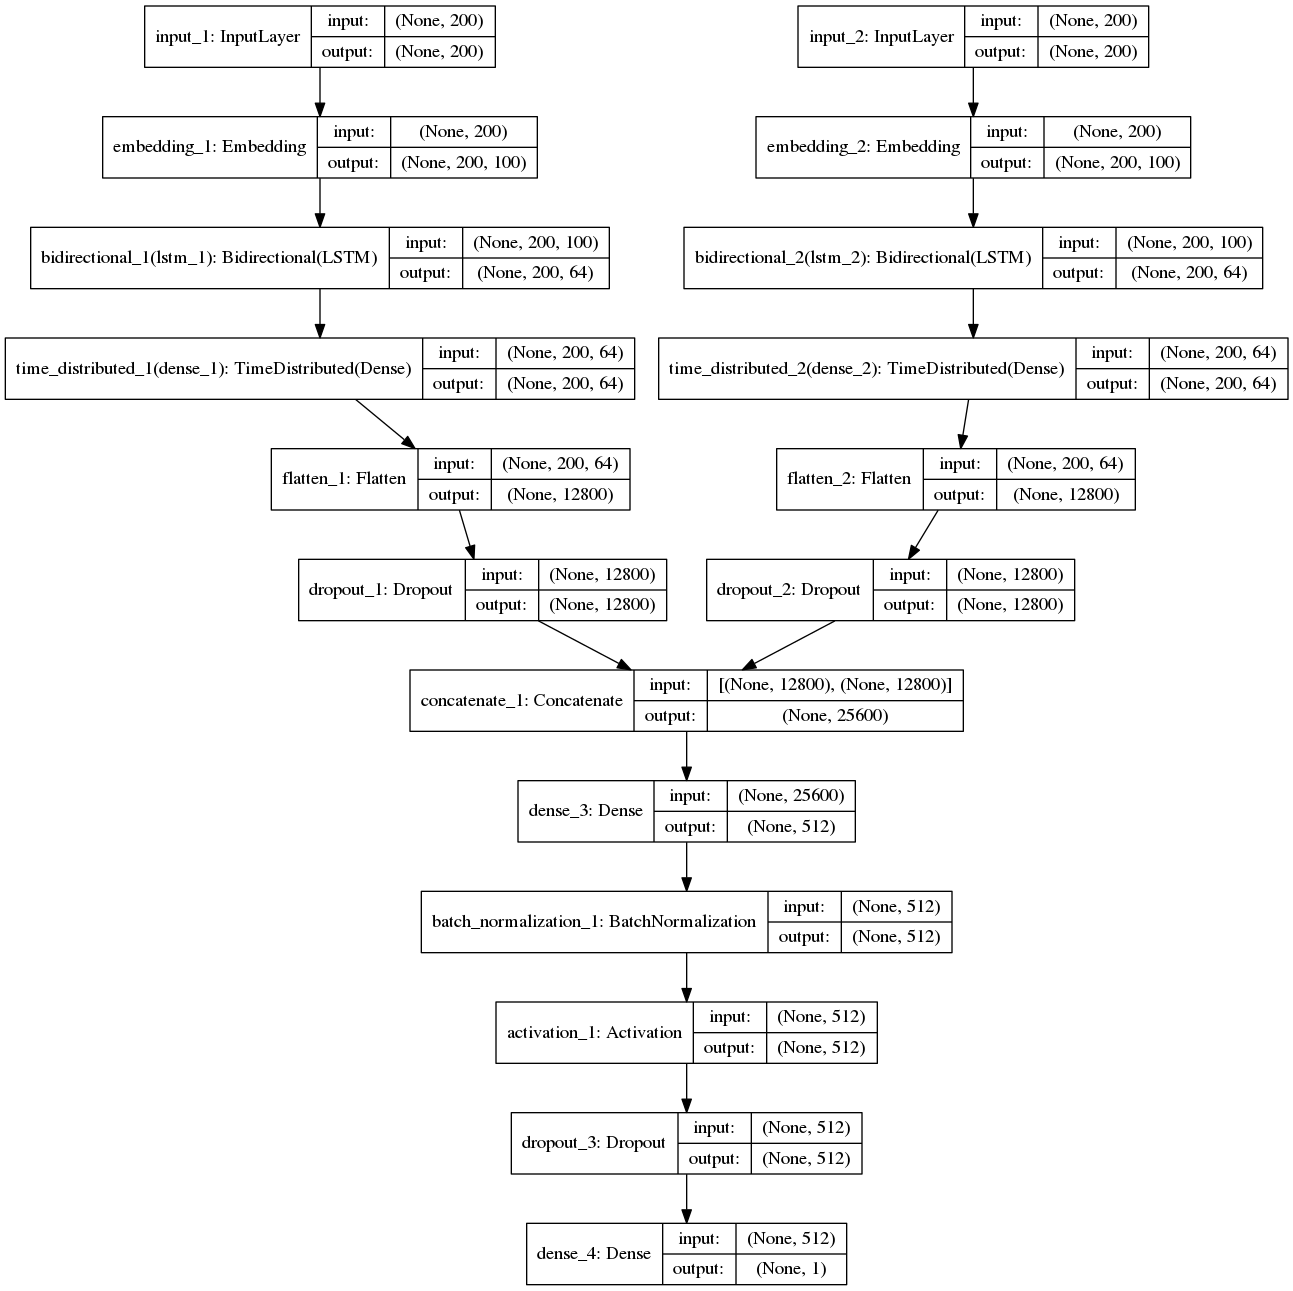 input_1: InputLayer
input: (None, 200)
output: (None, 200)
input_2: InputLayer
input: (None, 200)
output: (None, 200)
embedding_1: Embedding
input: (None, 200)
output: (None, 200, 100)
embedding_2: Embedding
input: (None, 200)
output: (None, 200, 100)
bidirectional_1(lstm_1): Bidirectional(LSTM)
input: (None, 200, 100)
output: (None, 200, 64)
bidirectional_2(lstm_2): Bidirectional(LSTM)
input: (None, 200, 100)
output: (None, 200, 64)
time_distributed_1(dense_1): TimeDistributed(Dense)
input: (None, 200, 64)
output: (None, 200, 64)
time_distributed_2(dense_2): TimeDistributed(Dense)
input: (None, 200, 64)
output: (None, 200, 64)
flatten_1: Flatten
input: (None, 200, 64)
output: (None, 12800)
flatten_2: Flatten
input: (None, 200, 64)
output: (None, 12800)
dropout_1: Dropout
input: (None, 12800)
output: (None, 12800)
dropout_2: Dropout
input: (None, 12800)
output: (None, 12800)
concatenate_1: Concatenate
input: [(None, 12800), (None, 12800)]
output: (None, 25600)
dense_3: Dense
input: (None, 25600)
output: (None, 512)
batch_normalization_1: BatchNormalization
input: (None, 512)
output: (None, 512)
activation_1: Activation
input: (None, 512)
output: (None, 512)
dropout_3: Dropout
input: (None, 512)
output: (None, 512)
dense_4: Dense
input: (None, 512)
output: (None, 1)